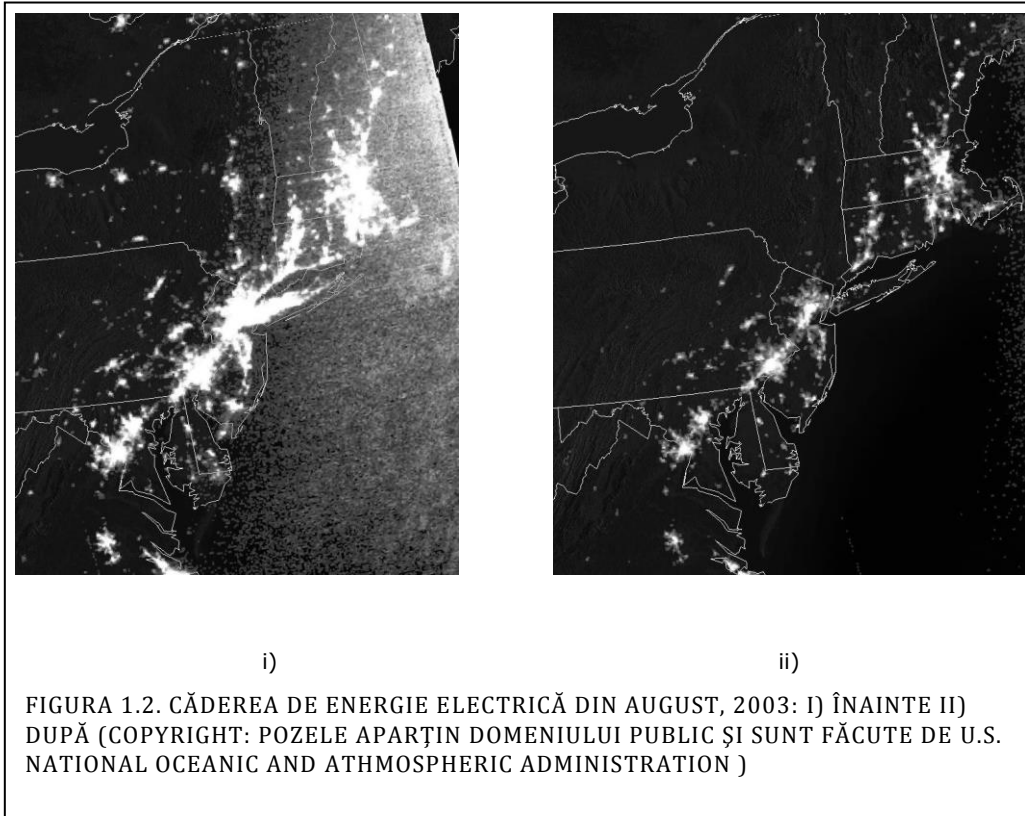 i) ii)
FIGURA 1.2. CĂDEREA DE ENERGIE ELECTRICĂ DIN AUGUST, 2003: I) ÎNAINTE II)
DUPĂ (COPYRIGHT: POZELE APARȚIN DOMENIULUI PUBLIC ŞI SUNT FĂCUTE DE U.S.
NATIONAL OCEANIC AND ATHMOSPHERIC ADMINISTRATION )